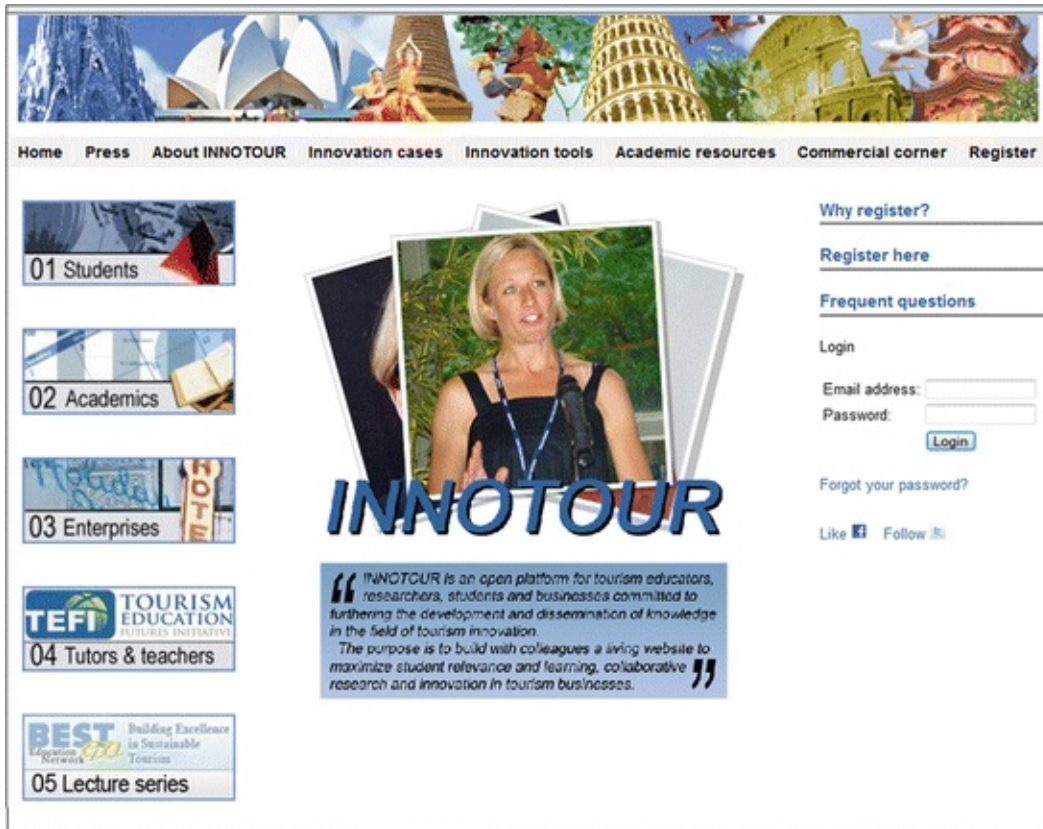 Home Press About INNOTOUR Innovation cases Innovation tools Academic resources Commercial corner Register
01 Students
02 Academics
Holiday
HOTE
03 Enterprises
TEFI TOURISM
EDUCATION
FUTURES INITIATIVE
04 Tutors & teachers
BEST
Education
Network
Building Excellence
in Sustainable
Tourism
05 Lecture series
INNOTOUR
“ INNOTOUR is an open platform for tourism educators,
researchers, students and businesses committed to
furthering the development and dissemination of knowledge
in the field of tourism innovation.
The purpose is to build with colleagues a living website to
maximize student relevance and learning, collaborative
research and innovation in tourism businesses. ”
Why register?
Register here
Frequent questions
Login
Email address:
Password:
Login
Forgot your password?
Like Follow